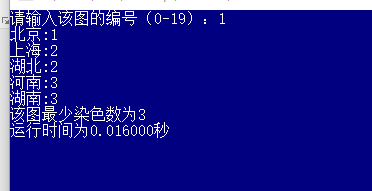 请输入该图的编号（0-19）：1
北京:1
上海:2
湖北:2
河南:3
湖南:3
该图最少染色数为3
运行时间为0.016000秒